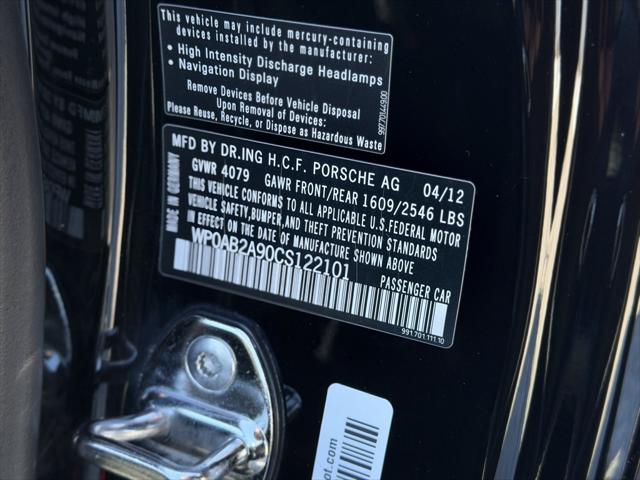 This vehicle may include mercury-containing
devices installed by the manufacturer:
• High Intensity Discharge Headlamps
• Navigation Display
Remove Devices Before Vehicle Disposal
Upon Removal of Devices:
Please Reuse, Recycle, or Dispose as Hazardous Waste
MFD BY DR.ING H.C.F. PORSCHE AG 04/12
GVWR 4079 GAWR FRONT/REAR 1609/2546 LBS
THIS VEHICLE CONFORMS TO ALL APPLICABLE U.S.FEDERAL MOTOR
VEHICLE SAFETY,BUMPER,AND THEFT PREVENTION STANDARDS
IN EFFECT ON THE DATE OF MANUFACTURE SHOWN ABOVE
WP0AB2A90CS122101
PASSENGER CAR
MADE IN GERMANY
991.701.111.10